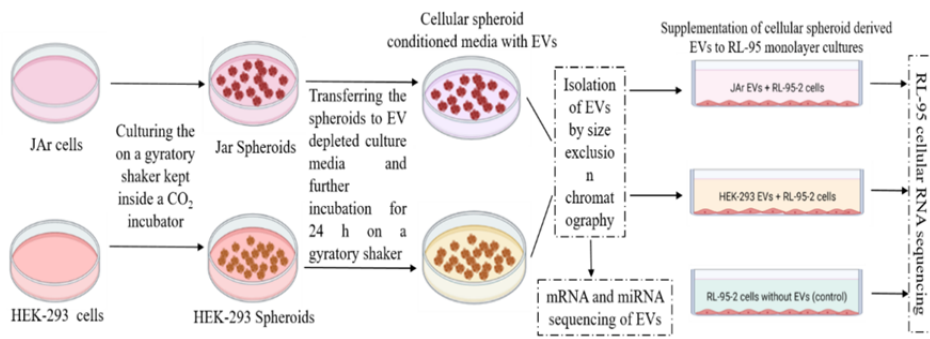 JAr cells
HEK-293 cells
Culturing the
on a gyratory
shaker kept
inside a CO2
incubator
Jar Spheroids
HEK-293 Spheroids
Transferring the
spheroids to EV
depleted culture
media and
further
incubation for
24 h on a
gyratory shaker
Cellular spheroid
conditioned media with EVs
Isolation
of EVs
by size
exclusio
n
chromat
ography
mRNA and miRNA
sequencing of EVs
Supplementation of cellular spheroid derived
EVs to RL-95 monolayer cultures
JAr EVs + RL-95-2 cells
HEK-293 EVs + RL-95-2 cells
RL-95-2 cells without EVs (control)
RL-95 cellular RNA sequencing